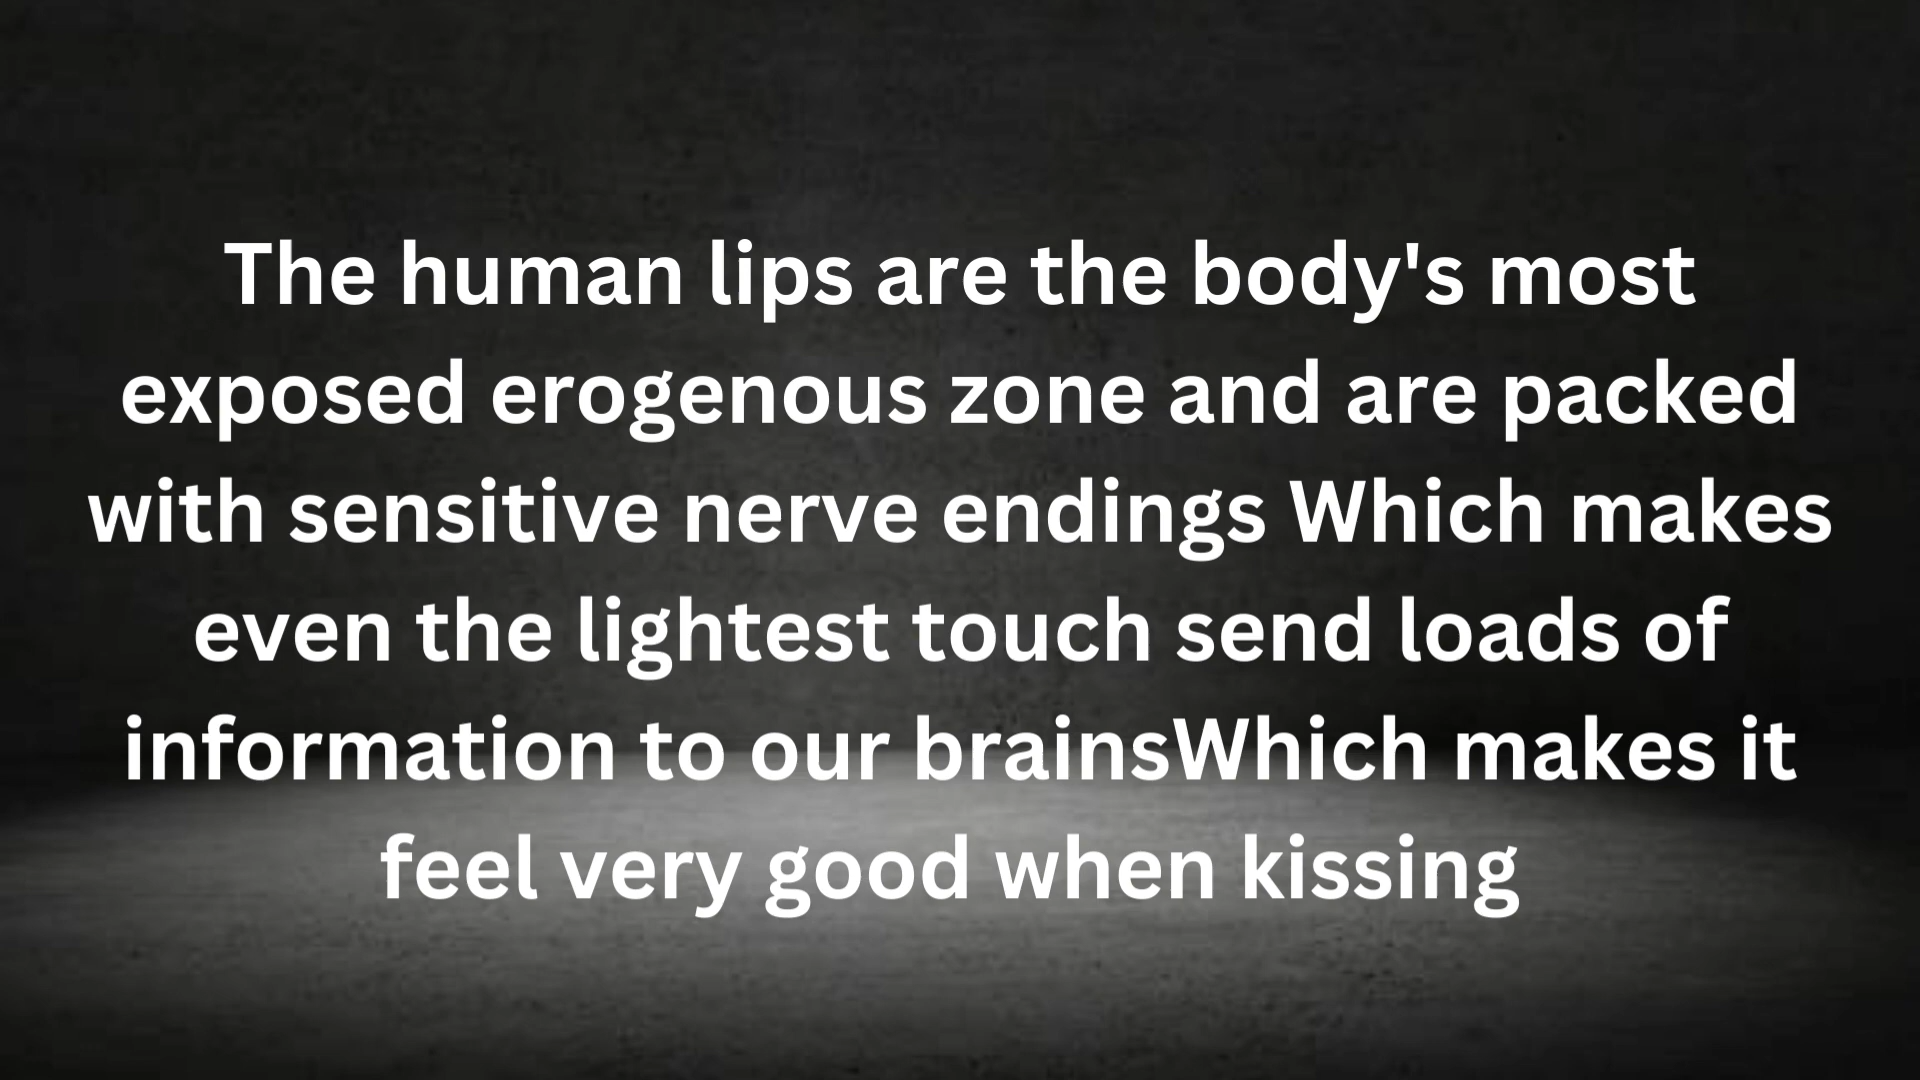 The human lips are the body's most
exposed erogenous zone and are packed
with sensitive nerve endings Which makes
even the lightest touch send loads of
information to our brainsWhich makes it
feel very good when kissing